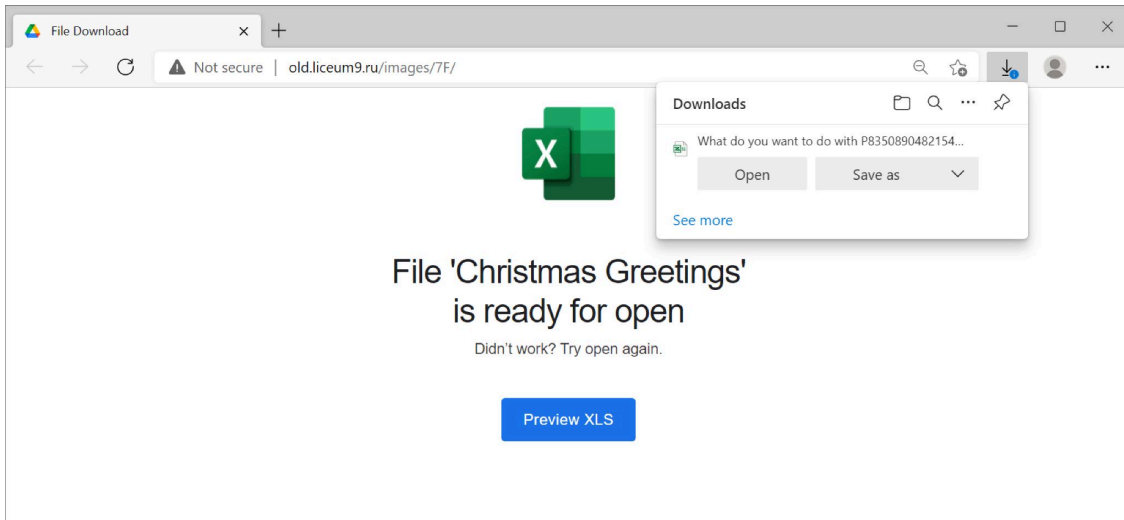 File Download
Not secure | old.liceum9.ru/images/7F/
Downloads
What do you want to do with P8350890482154...
Open
Save as
See more
X
File 'Christmas Greetings'
is ready for open
Didn't work? Try open again.
Preview XLS